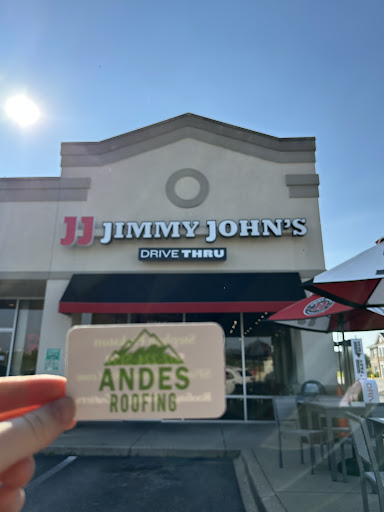 JJ JIMMY JOHN'S
DRIVE THRU
ANDES
ROOFING